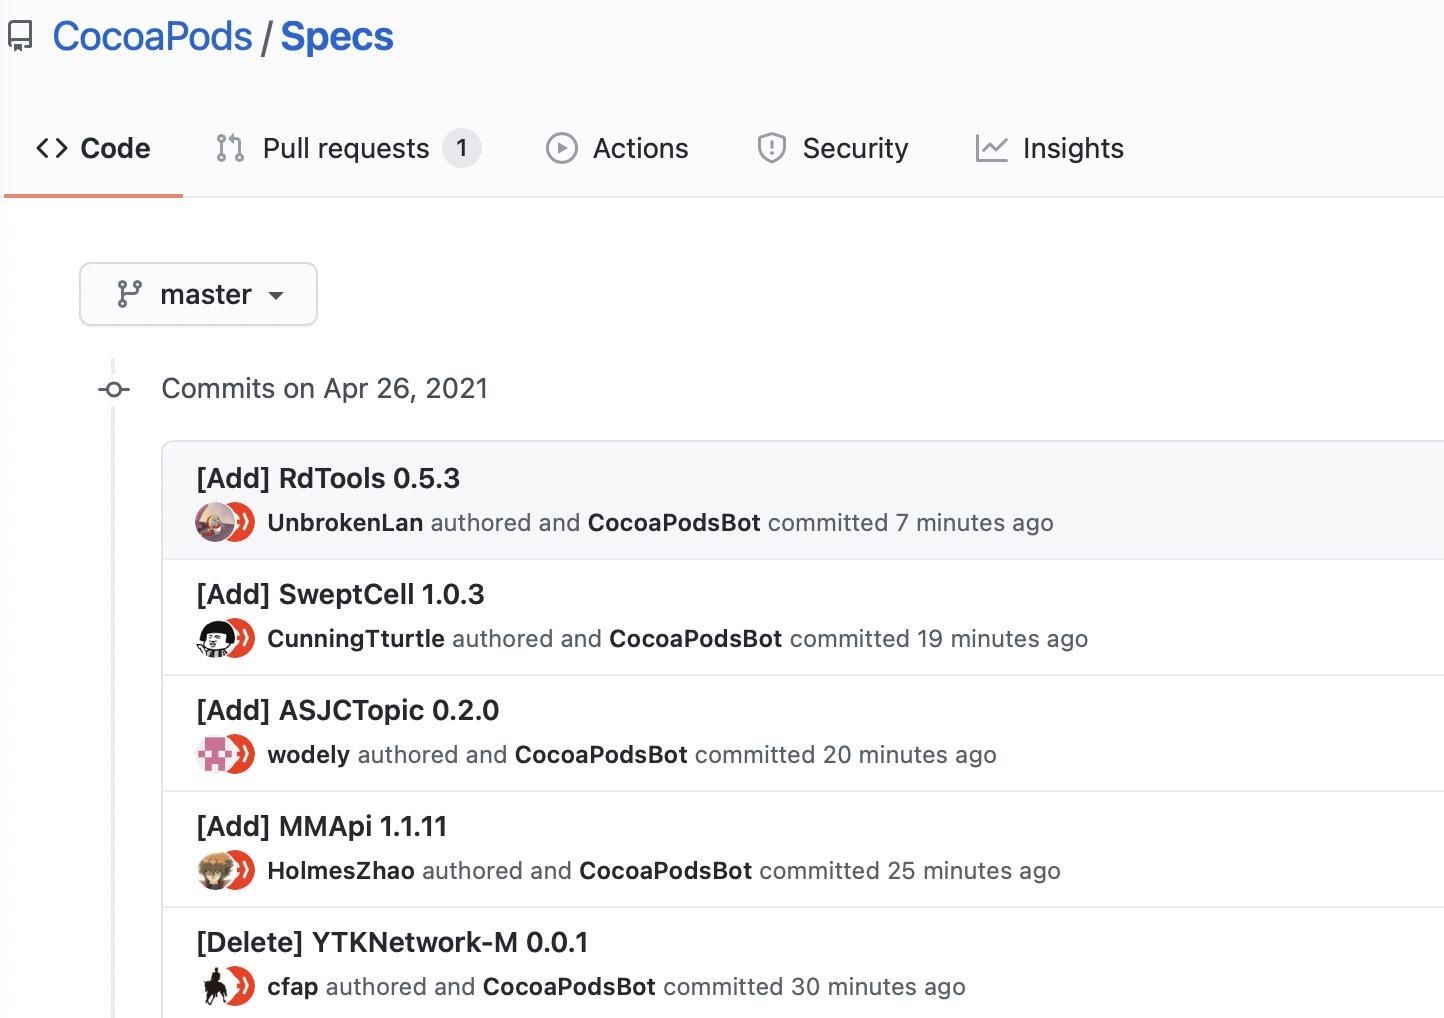 CocoaPods / Specs
Code Pull requests 1 Actions Security Insights
master
Commits on Apr 26, 2021
[Add] RdTools 0.5.3
UnbrokenLan authored and CocoaPodsBot committed 7 minutes ago
[Add] SweptCell 1.0.3
CunningTturtle authored and CocoaPodsBot committed 19 minutes ago
[Add] ASJCTopic 0.2.0
wodely authored and CocoaPodsBot committed 20 minutes ago
[Add] MMApi 1.1.11
HolmesZhao authored and CocoaPodsBot committed 25 minutes ago
[Delete] YTKNetwork-M 0.0.1
cfap authored and CocoaPodsBot committed 30 minutes ago